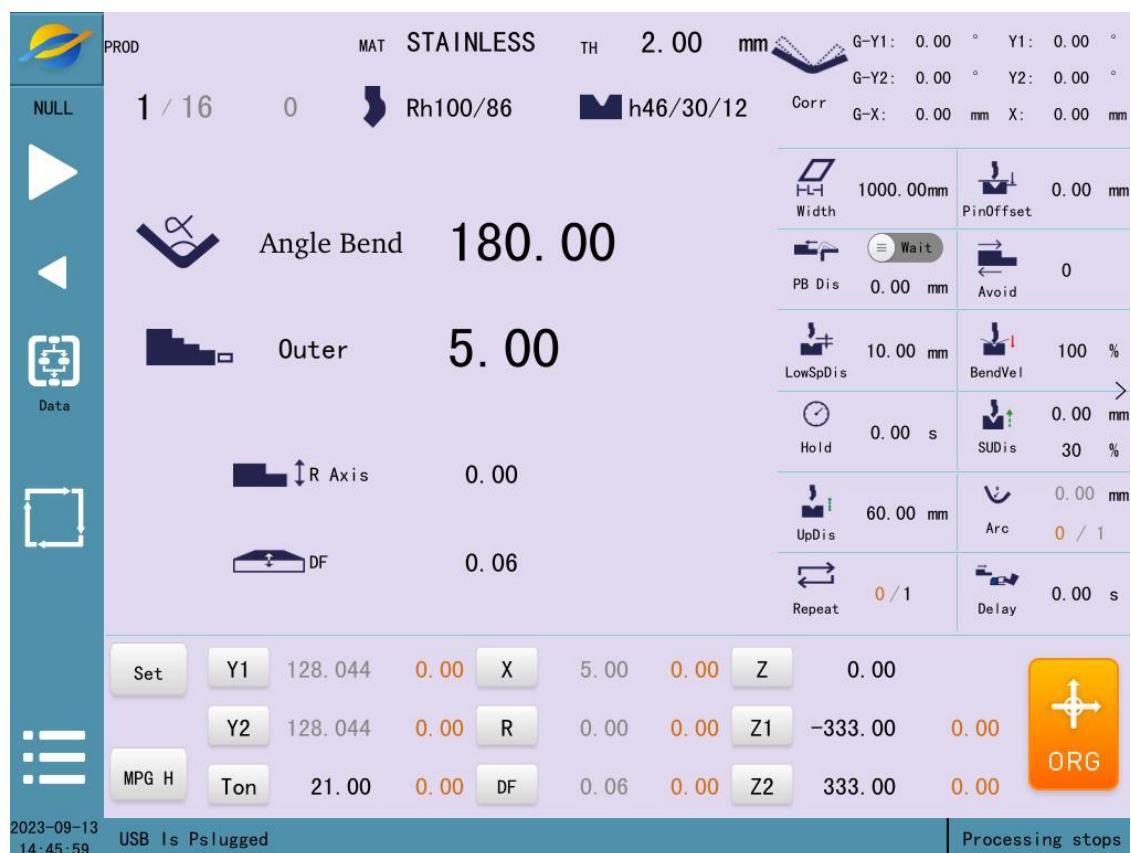 PROD MAT STAINLESS TH 2.00 mm
1 / 16 0 Rh100/86 h46/30/12
Corr
G-Y1: 0.00 ° Y1: 0.00 °
G-Y2: 0.00 ° Y2: 0.00 °
G-X: 0.00 mm X: 0.00 mm
NULL
Data
α
Angle Bend 180.00
Outer 5.00
R Axis 0.00
DF 0.06
L
Width 1000.00mm
PinOffset 0.00 mm
PB Dis Wait 0.00 mm
Avoid 0
LowSpDis 10.00 mm
BendVel 100 %
>
Hold 0.00 s
SUDis 0.00 mm
30 %
UpDis 60.00 mm
Arc 0.00 mm
0 / 1
Repeat 0/1
Delay 0.00 s
Set Y1 128.044 0.00 X 5.00 0.00 Z 0.00
Y2 128.044 0.00 R 0.00 0.00 Z1 -333.00 0.00
MPG H Ton 21.00 0.00 DF 0.06 0.00 Z2 333.00 0.00
ORG
2023-09-13
14:45:59
USB Is Pslugged
Processing stops